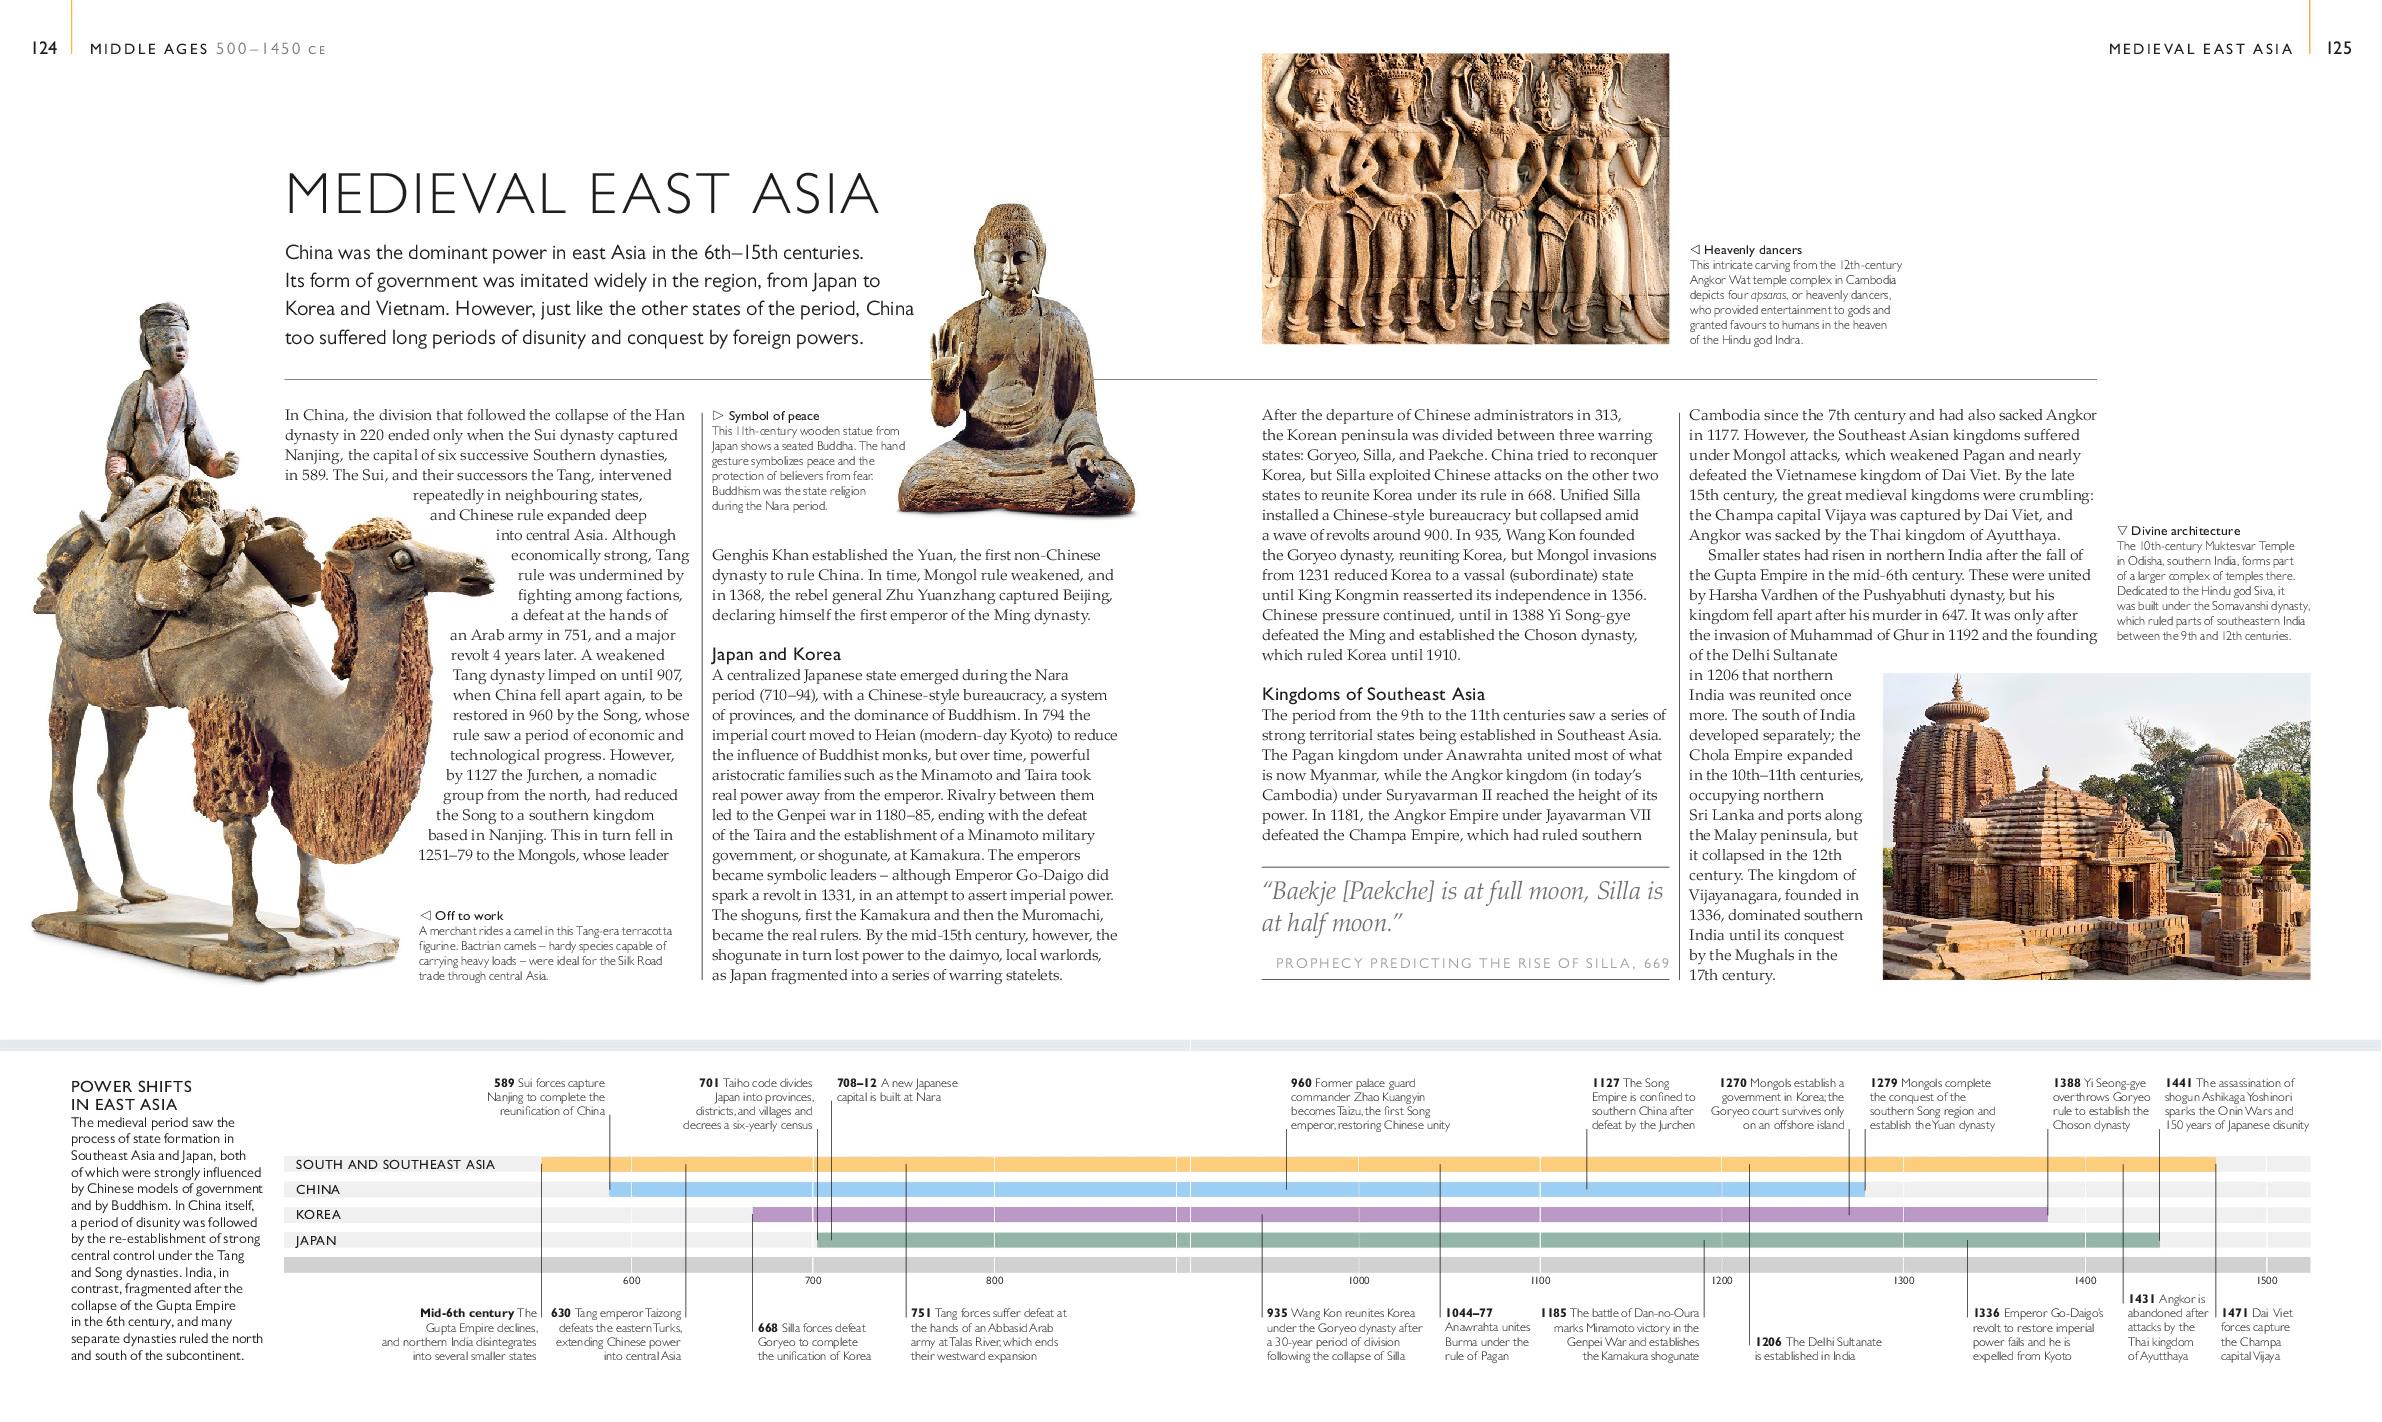 124
MIDDLE AGES 500–1450 CE
MEDIEVAL EAST ASIA
125
MEDIEVAL EAST ASIA
China was the dominant power in east Asia in the 6th–15th centuries.
Its form of government was imitated widely in the region, from Japan to
Korea and Vietnam. However, just like the other states of the period, China
too suffered long periods of disunity and conquest by foreign powers.
In China, the division that followed the collapse of the Han
dynasty in 220 ended only when the Sui dynasty captured
Nanjing, the capital of six successive Southern dynasties,
in 589. The Sui, and their successors the Tang, intervened
repeatedly in neighbouring states,
and Chinese rule expanded deep
into central Asia. Although
economically strong, Tang
rule was undermined by
fighting among factions,
a defeat at the hands of
an Arab army in 751, and a major
revolt 4 years later. A weakened
Tang dynasty limped on until 907,
when China fell apart again, to be
restored in 960 by the Song, whose
rule saw a period of economic and
technological progress. However,
by 1127 the Jurchen, a nomadic
group from the north, had reduced
the Song to a southern kingdom
based in Nanjing. This in turn fell in
1251–79 to the Mongols, whose leader
◁ Off to work
A merchant rides a camel in this Tang-era terracotta
figurine. Bactrian camels – hardy species capable of
carrying heavy loads – were ideal for the Silk Road
trade through central Asia.
▷ Symbol of peace
This 11th-century wooden statue from
Japan shows a seated Buddha. The hand
gesture symbolizes peace and the
protection of believers from fear.
Buddhism was the state religion
during the Nara period.
Genghis Khan established the Yuan, the first non-Chinese
dynasty to rule China. In time, Mongol rule weakened, and
in 1368, the rebel general Zhu Yuanzhang captured Beijing,
declaring himself the first emperor of the Ming dynasty.
Japan and Korea
A centralized Japanese state emerged during the Nara
period (710–94), with a Chinese-style bureaucracy, a system
of provinces, and the dominance of Buddhism. In 794 the
imperial court moved to Heian (modern-day Kyoto) to reduce
the influence of Buddhist monks, but over time, powerful
aristocratic families such as the Minamoto and Taira took
real power away from the emperor. Rivalry between them
led to the Genpei war in 1180–85, ending with the defeat
of the Taira and the establishment of a Minamoto military
government, or shogunate, at Kamakura. The emperors
became symbolic leaders – although Emperor Go-Daigo did
spark a revolt in 1331, in an attempt to assert imperial power.
The shoguns, first the Kamakura and then the Muromachi,
became the real rulers. By the mid-15th century, however, the
shogunate in turn lost power to the daimyo, local warlords,
as Japan fragmented into a series of warring statelets.
◁ Heavenly dancers
This intricate carving from the 12th-century
Angkor Wat temple complex in Cambodia
depicts four apsaras, or heavenly dancers,
who provided entertainment to gods and
granted favours to humans in the heaven
of the Hindu god Indra.
After the departure of Chinese administrators in 313,
the Korean peninsula was divided between three warring
states: Goryeo, Silla, and Paekche. China tried to reconquer
Korea, but Silla exploited Chinese attacks on the other two
states to reunite Korea under its rule in 668. Unified Silla
installed a Chinese-style bureaucracy but collapsed amid
a wave of revolts around 900. In 935, Wang Kon founded
the Goryeo dynasty, reuniting Korea, but Mongol invasions
from 1231 reduced Korea to a vassal (subordinate) state
until King Kongmin reasserted its independence in 1356.
Chinese pressure continued, until in 1388 Yi Song-gye
defeated the Ming and established the Choson dynasty,
which ruled Korea until 1910.
Kingdoms of Southeast Asia
The period from the 9th to the 11th centuries saw a series of
strong territorial states being established in Southeast Asia.
The Pagan kingdom under Anawrahta united most of what
is now Myanmar, while the Angkor kingdom (in today’s
Cambodia) under Suryavarman II reached the height of its
power. In 1181, the Angkor Empire under Jayavarman VII
defeated the Champa Empire, which had ruled southern
“Baekje [Paekche] is at full moon, Silla is
at half moon.”
PROPHECY PREDICTING THE RISE OF SILLA, 669
Cambodia since the 7th century and had also sacked Angkor
in 1177. However, the Southeast Asian kingdoms suffered
under Mongol attacks, which weakened Pagan and nearly
defeated the Vietnamese kingdom of Dai Viet. By the late
15th century, the great medieval kingdoms were crumbling:
the Champa capital Vijaya was captured by Dai Viet, and
Angkor was sacked by the Thai kingdom of Ayutthaya.
Smaller states had risen in northern India after the fall of
the Gupta Empire in the mid-6th century. These were united
by Harsha Vardhen of the Pushyabhuti dynasty, but his
kingdom fell apart after his murder in 647. It was only after
the invasion of Muhammad of Ghur in 1192 and the founding
of the Delhi Sultanate
in 1206 that northern
India was reunited once
more. The south of India
developed separately; the
Chola Empire expanded
in the 10th–11th centuries,
occupying northern
Sri Lanka and ports along
the Malay peninsula, but
it collapsed in the 12th
century. The kingdom of
Vijayanagara, founded in
1336, dominated southern
India until its conquest
by the Mughals in the
17th century.
▽ Divine architecture
The 10th-century Muktesvar Temple
in Odisha, southern India, forms part
of a larger complex of temples there.
Dedicated to the Hindu god Siva, it
was built under the Somavanshi dynasty,
which ruled parts of southeastern India
between the 9th and 12th centuries.
POWER SHIFTS
IN EAST ASIA
The medieval period saw the
process of state formation in
Southeast Asia and Japan, both
of which were strongly influenced
by Chinese models of government
and by Buddhism. In China itself,
a period of disunity was followed
by the re-establishment of strong
central control under the Tang
and Song dynasties. India, in
contrast, fragmented after the
collapse of the Gupta Empire
in the 6th century, and many
separate dynasties ruled the north
and south of the subcontinent.
589 Sui forces capture
Nanjing to complete the
reunification of China
701 Taiho code divides
Japan into provinces,
districts, and villages and
decrees a six-yearly census
708–12 A new Japanese
capital is built at Nara
960 Former palace guard
commander Zhao Kuangyin
becomes Taizu, the first Song
emperor, restoring Chinese unity
1127 The Song
Empire is confined to
southern China after
defeat by the Jurchen
1270 Mongols establish a
government in Korea; the
Goryeo court survives only
on an offshore island
1279 Mongols complete
the conquest of the
southern Song region and
establish the Yuan dynasty
1388 Yi Seong-gye
overthrows Goryeo
rule to establish the
Choson dynasty
1441 The assassination of
shogun Ashikaga Yoshinori
sparks the Onin Wars and
150 years of Japanese disunity
SOUTH AND SOUTHEAST ASIA
CHINA
KOREA
JAPAN
600
700
800
1000
1100
1200
1300
1400
1500
Mid-6th century The
Gupta Empire declines,
and northern India disintegrates
into several smaller states
630 Tang emperor Taizong
defeats the eastern Turks,
extending Chinese power
into central Asia
668 Silla forces defeat
Goryeo to complete
the unification of Korea
751 Tang forces suffer defeat at
the hands of an Abbasid Arab
army at Talas River, which ends
their westward expansion
935 Wang Kon reunites Korea
under the Goryeo dynasty after
a 30-year period of division
following the collapse of Silla
1044–77
Anawrahta unites
Burma under the
rule of Pagan
1185 The battle of Dan-no-Oura
marks Minamoto victory in the
Genpei War and establishes
the Kamakura shogunate
1206 The Delhi Sultanate
is established in India
1336 Emperor Go-Daigo’s
revolt to restore imperial
power fails and he is
expelled from Kyoto
1431 Angkor is
abandoned after
attacks by the
Thai kingdom
of Ayutthaya
1471 Dai Viet
forces capture
the Champa
capital Vijaya